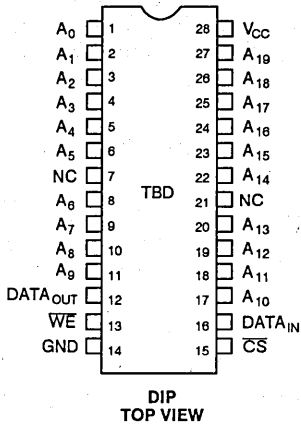 A0 1 28 VCC
A1 2 27 A19
A2 3 26 A18
A3 4 25 A17
A4 5 24 A16
A5 6 23 A15
NC 7 22 A14
TBD
A6 8 21 NC
A7 9 20 A13
A8 10 19 A12
A9 11 18 A11
DATAOUT 12 17 A10
WE 13 16 DATAIN
GND 14 15 CS
DIP
TOP VIEW